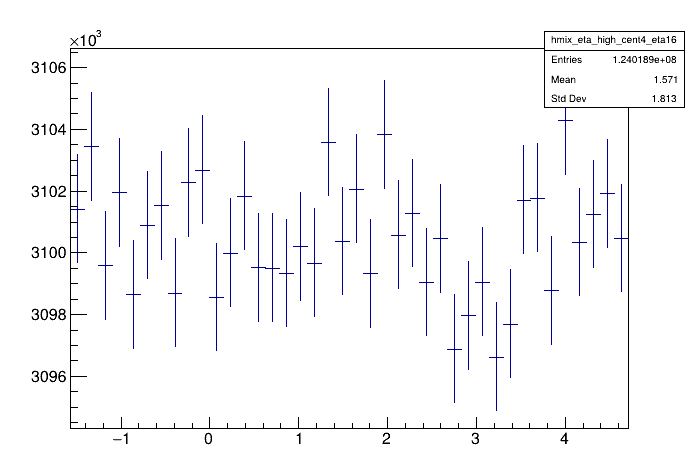 ×10³
hmix_eta_high_cent4_eta16
Entries 1.240189e+08
Mean 1.571
Std Dev 1.813
3106
3104
3102
3100
3098
3096
−1 0 1 2 3 4